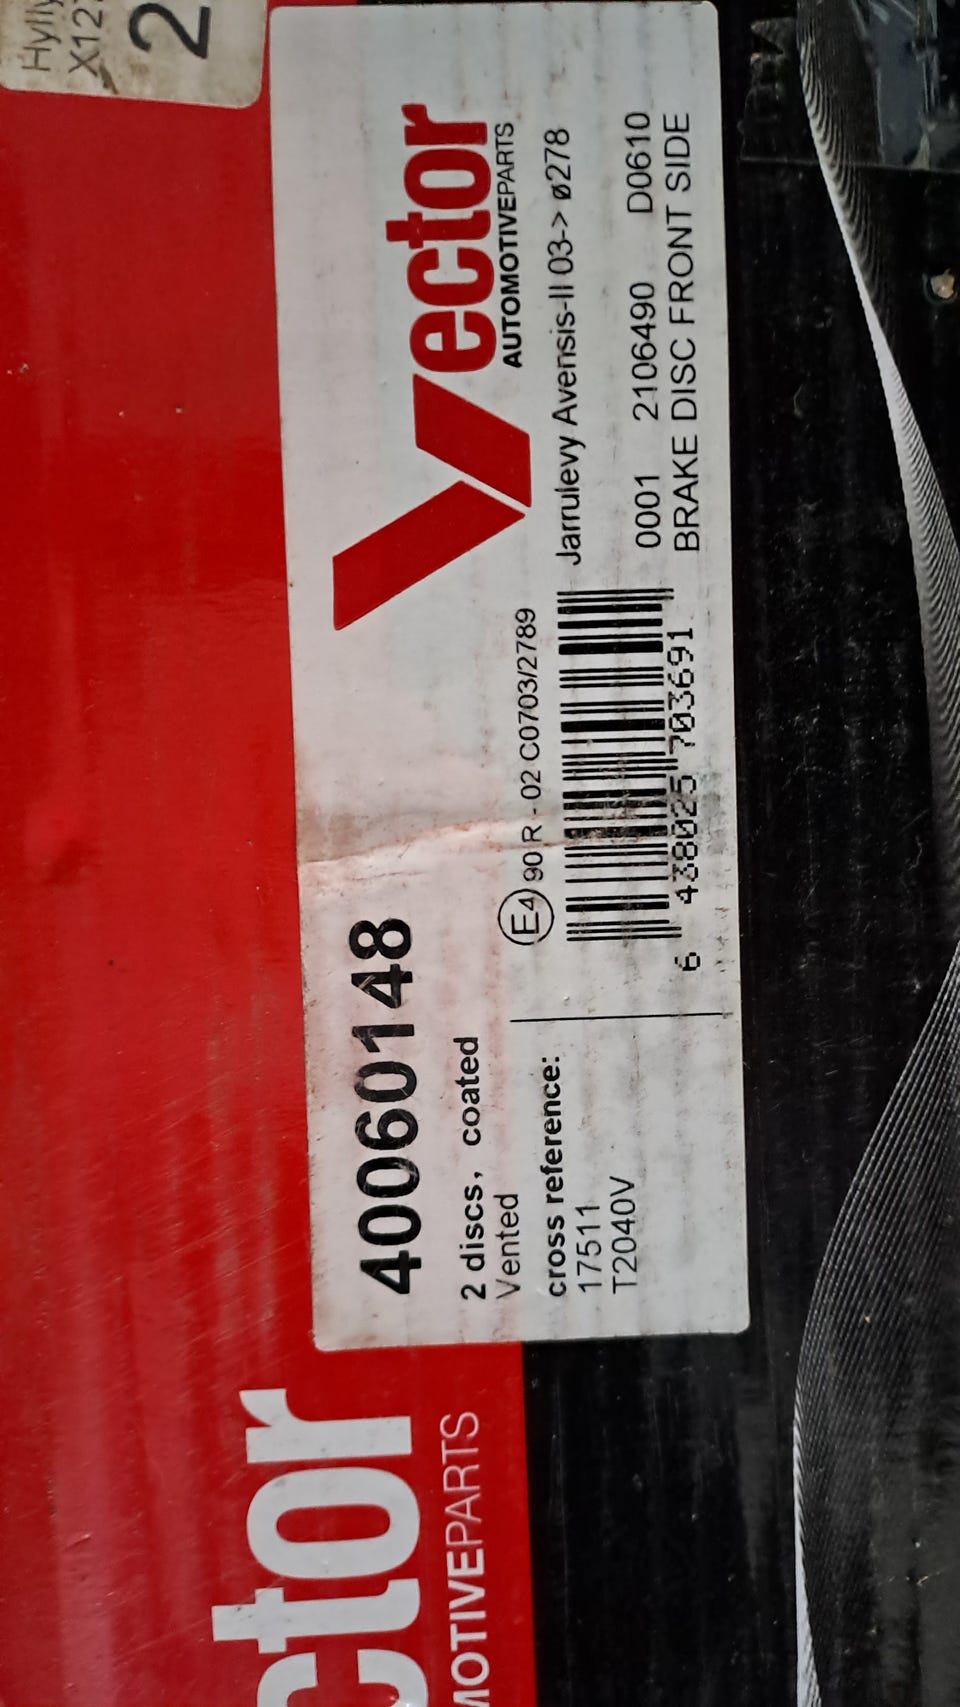 40060148
2 discs, coated
Vented
Vector
AUTOMOTIVEPARTS
E4 90 R - 02 C0703/2789
cross reference:
17511
T2040V
6 438025 703691
Jarrulevy Avensis-II 03-> ø278
0001 2106490 D0610
BRAKE DISC FRONT SIDE
ctor
MOTIVEPARTS
Hylly
X12
2